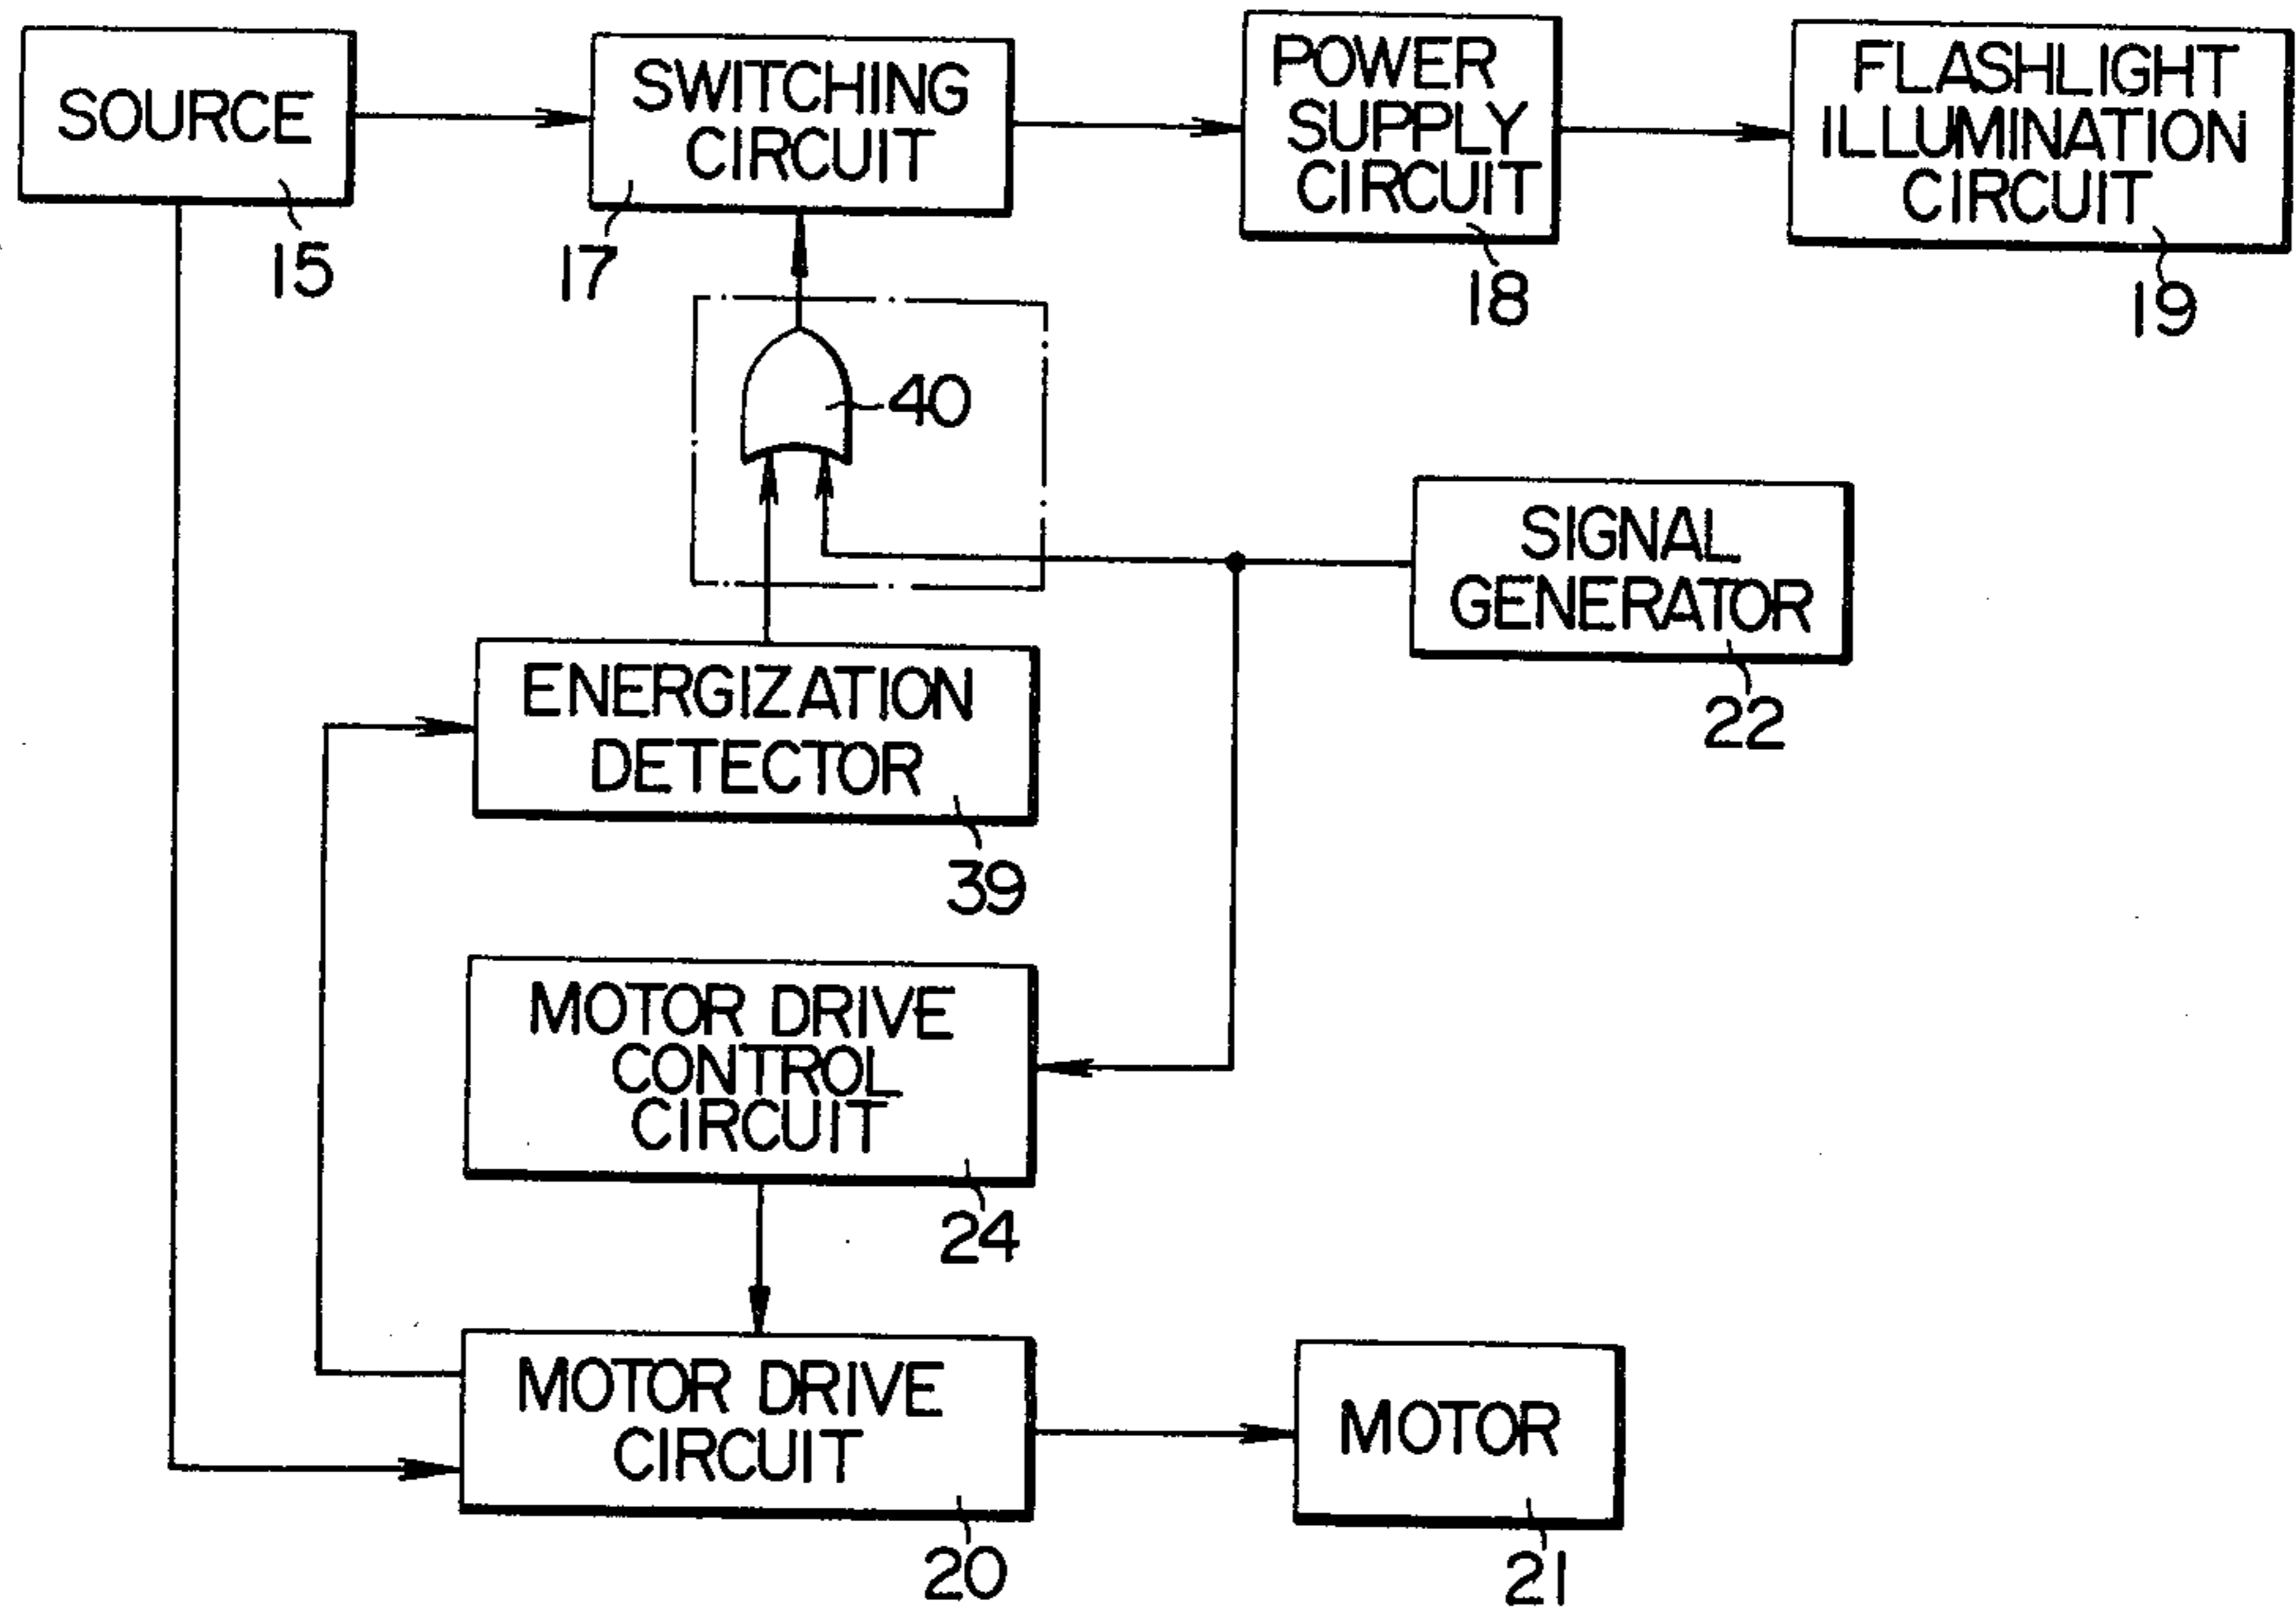 SOURCE
15
SWITCHING
CIRCUIT
17
POWER
SUPPLY
CIRCUIT
18
FLASHLIGHT
ILLUMINATION
CIRCUIT
19
40
SIGNAL
GENERATOR
22
ENERGIZATION
DETECTOR
39
MOTOR DRIVE
CONTROL
CIRCUIT
24
MOTOR DRIVE
CIRCUIT
20
MOTOR
21